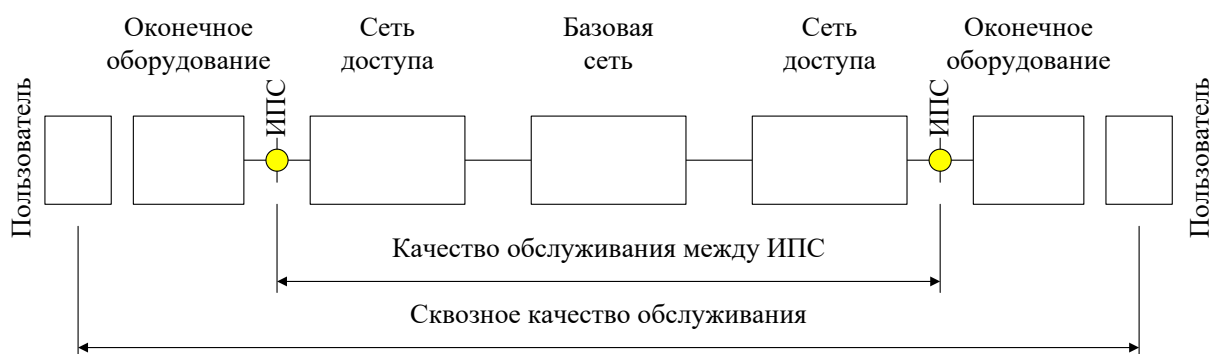 Оконечное
оборудование
Сеть
доступа
Базовая
сеть
Сеть
доступа
Оконечное
оборудование
Пользователь
ИПС
ИПС
Пользователь
Качество обслуживания между ИПС
Сквозное качество обслуживания